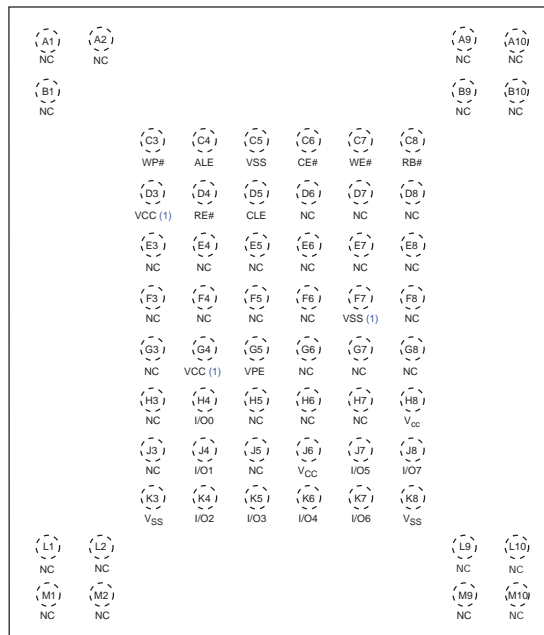 A1 A2 A9 A10
NC NC NC NC
B1 B9 B10
NC NC NC
C3 C4 C5 C6 C7 C8
WP# ALE VSS CE# WE# RB#
D3 D4 D5 D6 D7 D8
VCC (1) RE# CLE NC NC NC
E3 E4 E5 E6 E7 E8
NC NC NC NC NC NC
F3 F4 F5 F6 F7 F8
NC NC NC NC VSS (1) NC
G3 G4 G5 G6 G7 G8
NC VCC (1) VPE NC NC NC
H3 H4 H5 H6 H7 H8
NC I/O0 NC NC NC Vcc
J3 J4 J5 J6 J7 J8
NC I/O1 NC VCC I/O5 I/O7
K3 K4 K5 K6 K7 K8
VSS I/O2 I/O3 I/O4 I/O6 VSS
L1 L2 L9 L10
NC NC NC NC
M1 M2 M9 M10
NC NC NC NC